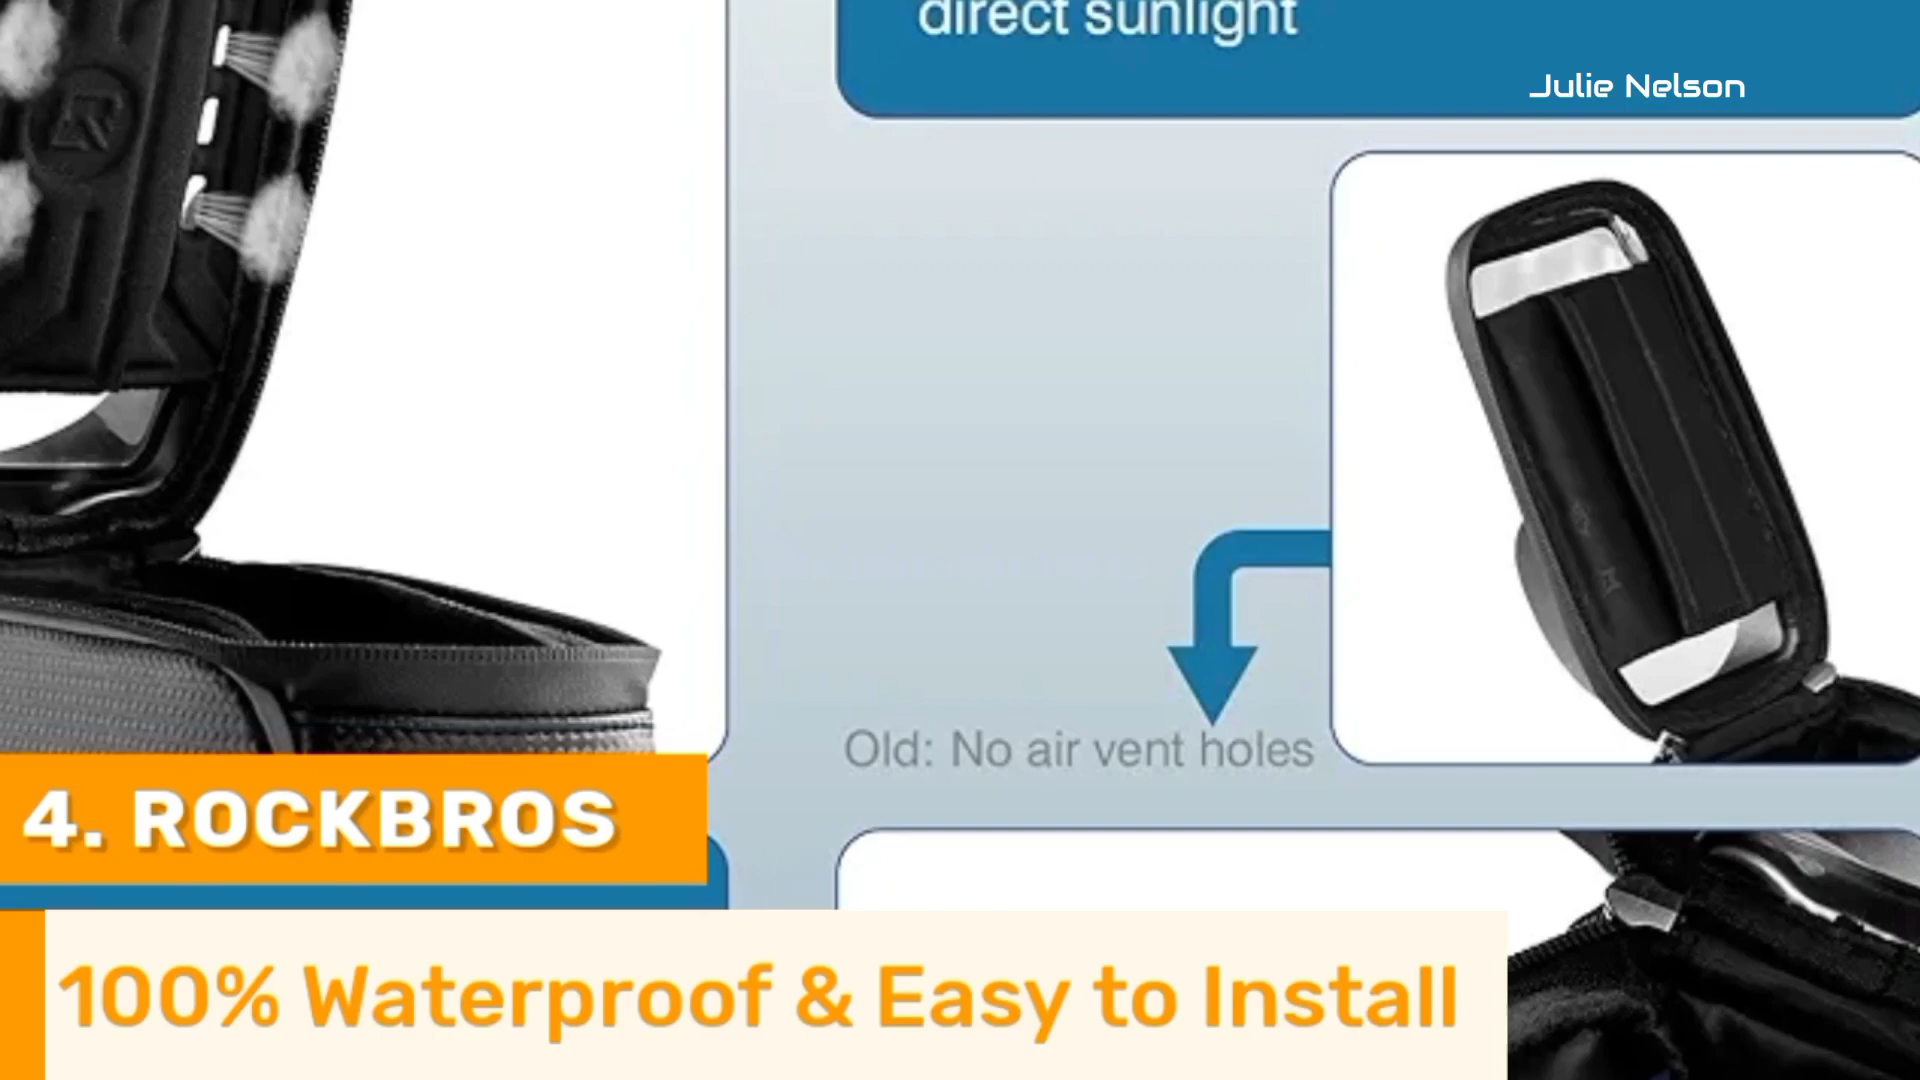 direct sunlight
Julie Nelson
Old: No air vent holes
4. ROCKBROS
100% Waterproof & Easy to Install